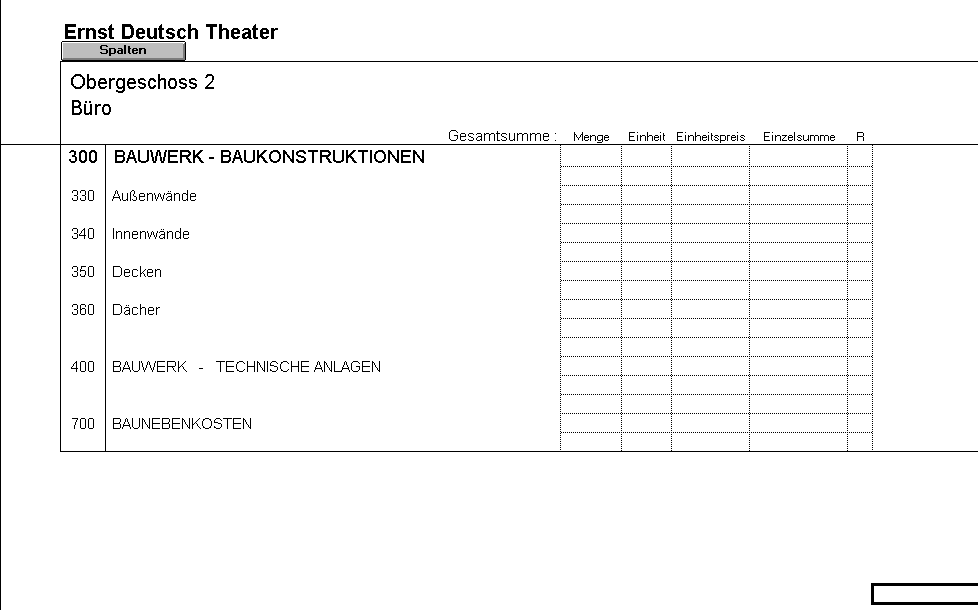 Ernst Deutsch Theater
Spalten
Obergeschoss 2
Büro
Gesamtsumme : Menge Einheit Einheitspreis Einzelsumme R
300 BAUWERK - BAUKONSTRUKTIONEN
330 Außenwände
340 Innenwände
350 Decken
360 Dächer
400 BAUWERK - TECHNISCHE ANLAGEN
700 BAUNEBENKOSTEN